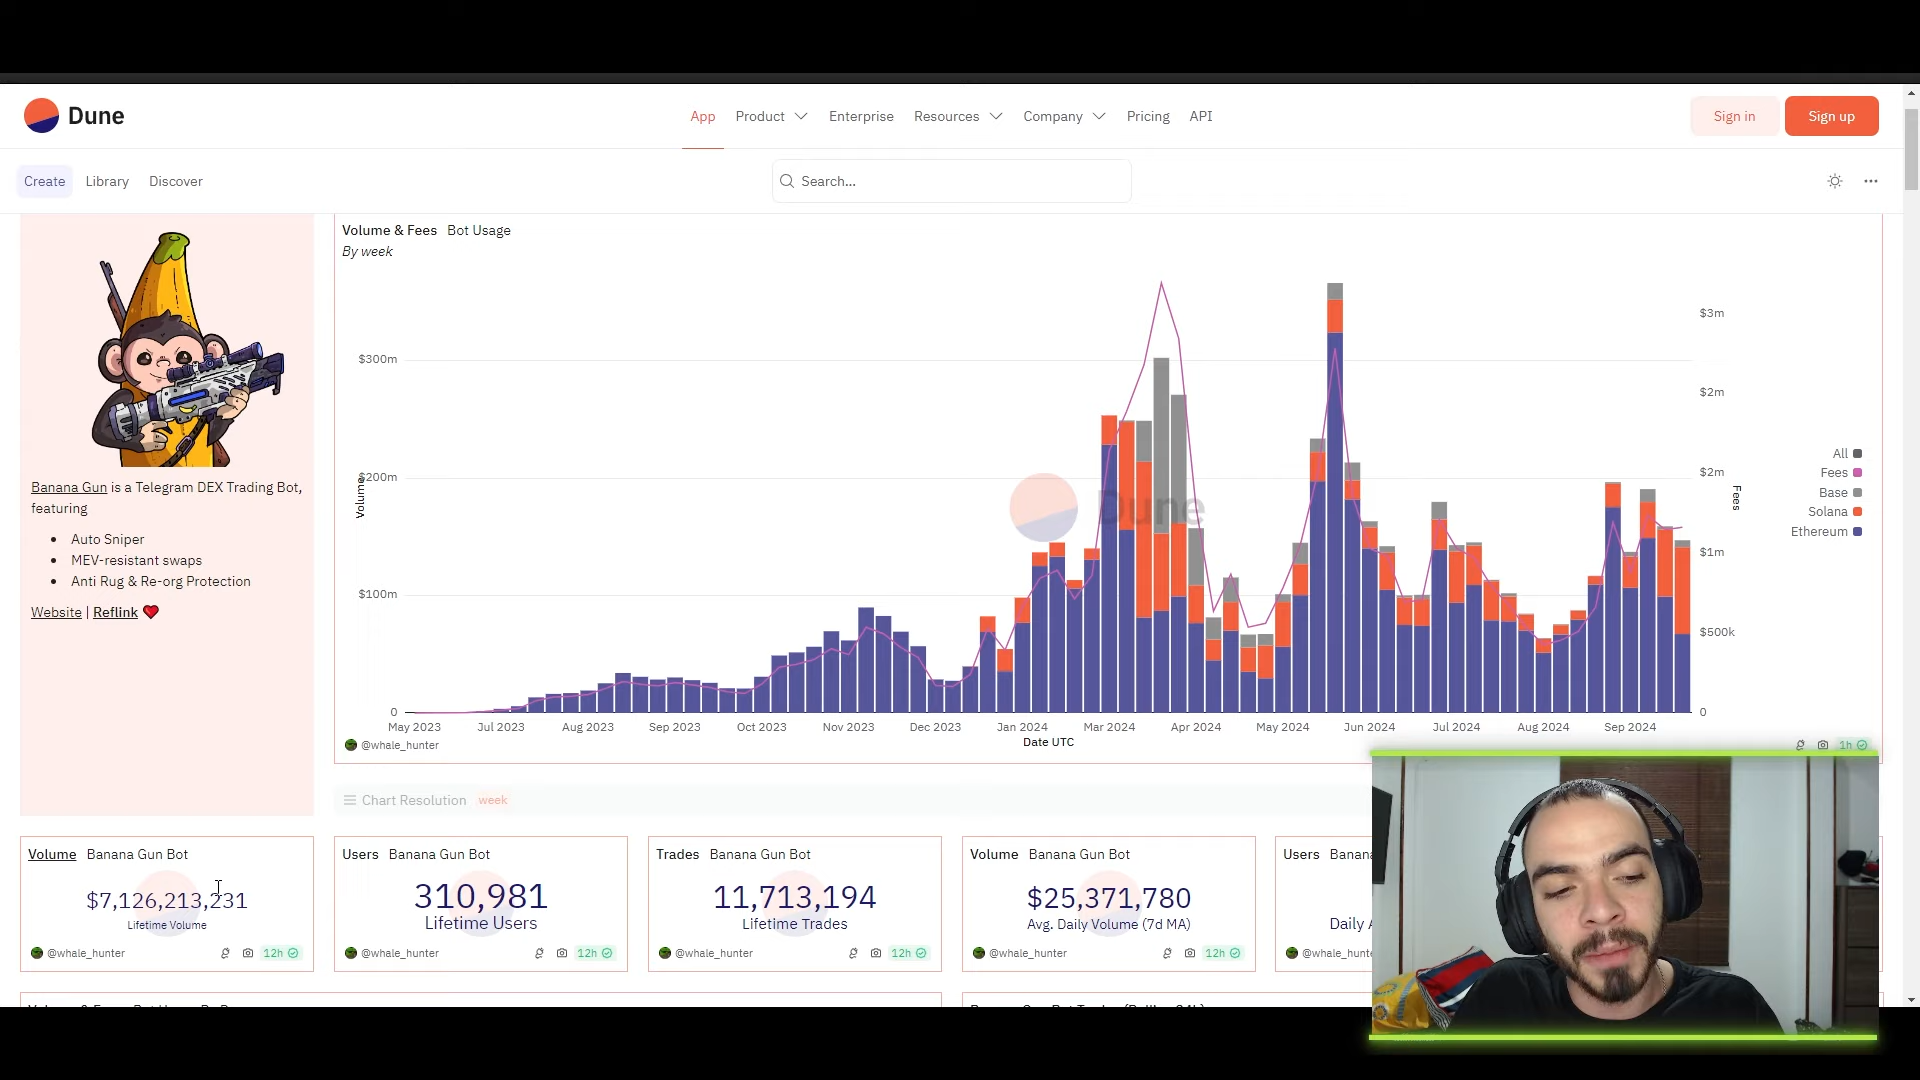 Dune
App Product Enterprise Resources Company Pricing API
Sign in Sign up
Create Library Discover
Search...
Banana Gun is a Telegram DEX Trading Bot,
featuring
• Auto Sniper
• MEV-resistant swaps
• Anti Rug & Re-org Protection
Website | Reflink
Volume & Fees Bot Usage
By week
$300m
$200m
$100m
0
Volume
Dune
$3m
$2m
$2m
$1m
$500k
0
Fees
All
Fees
Base
Solana
Ethereum
May 2023 Jul 2023 Aug 2023 Sep 2023 Oct 2023 Nov 2023 Dec 2023 Jan 2024 Mar 2024 Apr 2024 May 2024 Jun 2024 Jul 2024 Aug 2024 Sep 2024
Date UTC
@whale_hunter
1h
Chart Resolution week
Volume Banana Gun Bot
$7,126,213,231
Lifetime Volume
@whale_hunter 12h
Users Banana Gun Bot
310,981
Lifetime Users
@whale_hunter 12h
Trades Banana Gun Bot
11,713,194
Lifetime Trades
@whale_hunter 12h
Volume Banana Gun Bot
$25,371,780
Avg. Daily Volume (7d MA)
@whale_hunter 12h
Users Banana
Daily A
@whale_hunte